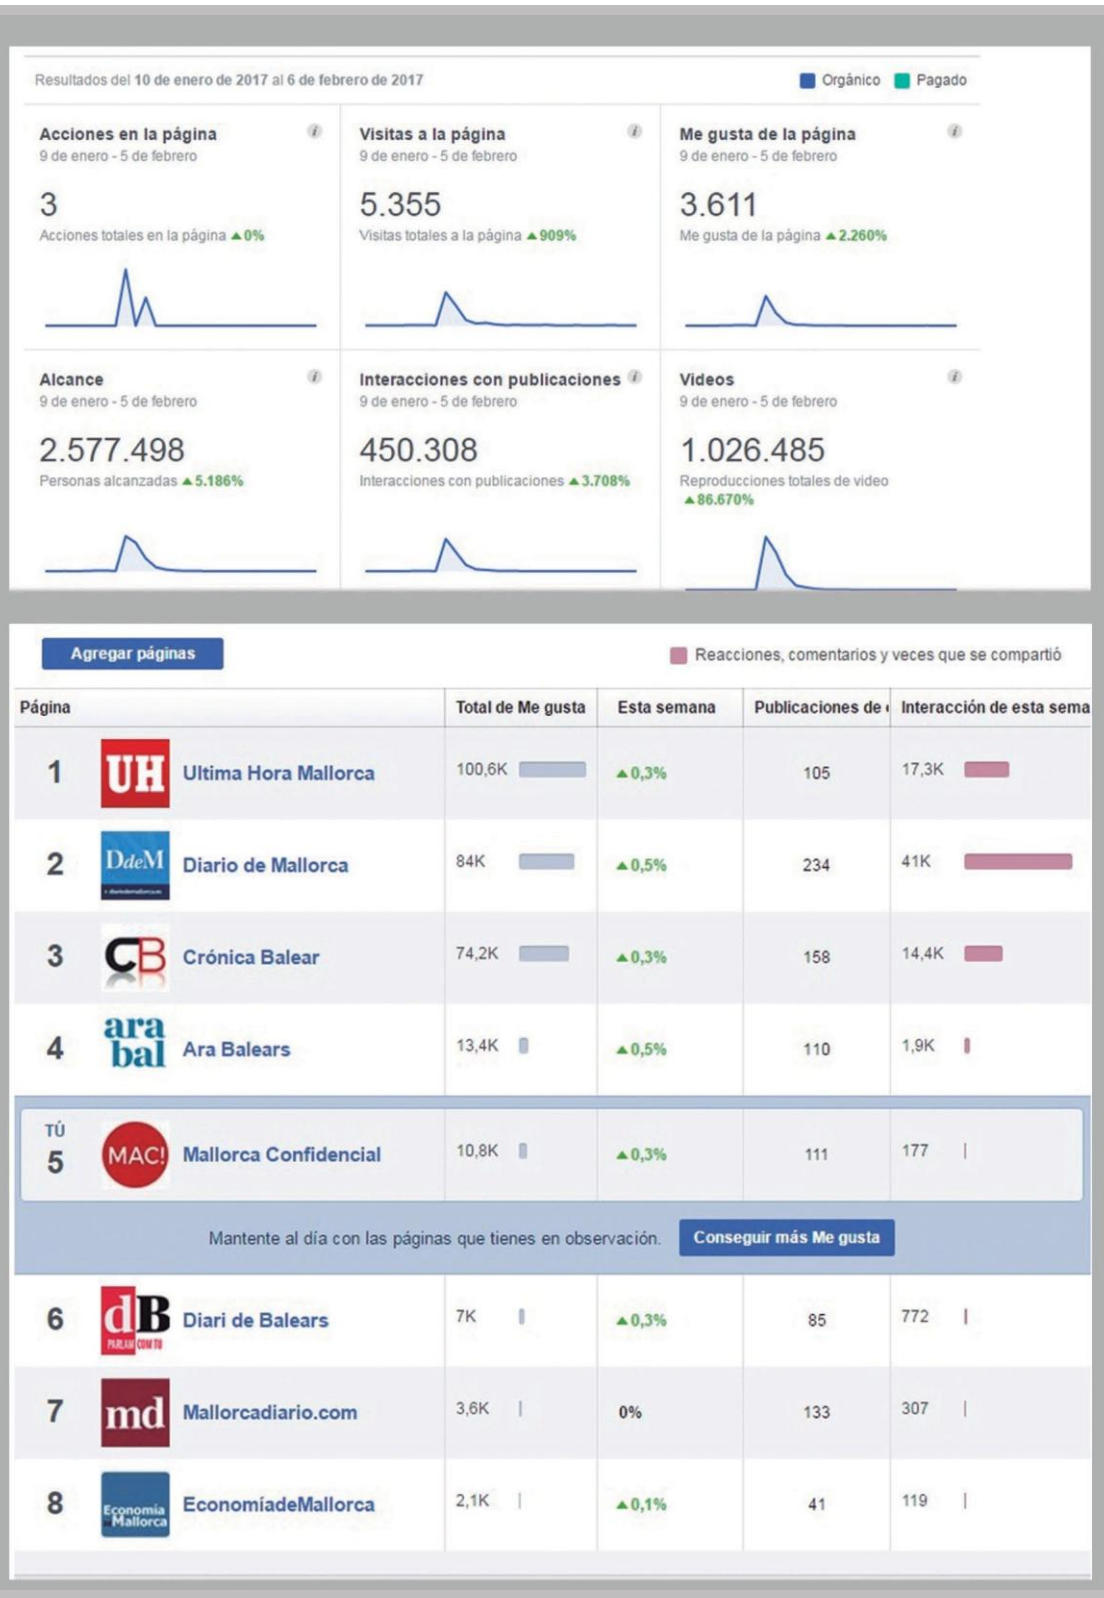 Resultados del 10 de enero de 2017 al 6 de febrero de 2017
Orgánico Pagado
Acciones en la página
9 de enero - 5 de febrero
3
Acciones totales en la página ▲0%
Visitas a la página
9 de enero - 5 de febrero
5.355
Visitas totales a la página ▲909%
Me gusta de la página
9 de enero - 5 de febrero
3.611
Me gusta de la página ▲2.260%
Alcance
9 de enero - 5 de febrero
2.577.498
Personas alcanzadas ▲5.186%
Interacciones con publicaciones
9 de enero - 5 de febrero
450.308
Interacciones con publicaciones ▲3.708%
Videos
9 de enero - 5 de febrero
1.026.485
Reproducciones totales de video
▲86.670%
Agregar páginas
Reacciones, comentarios y veces que se compartió
Página Total de Me gusta Esta semana Publicaciones de Interacción de esta sema
1 UH Ultima Hora Mallorca 100,6K ▲0,3% 105 17,3K
2 DdeM Diario de Mallorca 84K ▲0,5% 234 41K
3 CB Crónica Balear 74,2K ▲0,3% 158 14,4K
4 ara bal Ara Balears 13,4K ▲0,5% 110 1,9K
TÚ
5 MAC! Mallorca Confidencial 10,8K ▲0,3% 111 177
Mantente al día con las páginas que tienes en observación. Conseguir más Me gusta
6 dB PARLAM COM TU Diari de Balears 7K ▲0,3% 85 772
7 md Mallorcadiario.com 3,6K 0% 133 307
8 Economía Mallorca EconomíadeMallorca 2,1K ▲0,1% 41 119